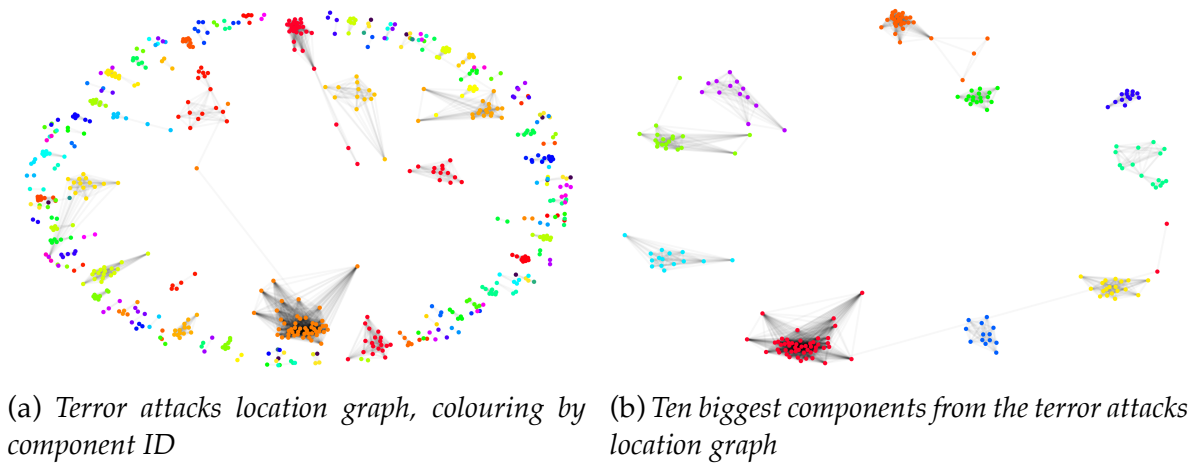 (a) Terror attacks location graph, colouring by
component ID
(b) Ten biggest components from the terror attacks
location graph